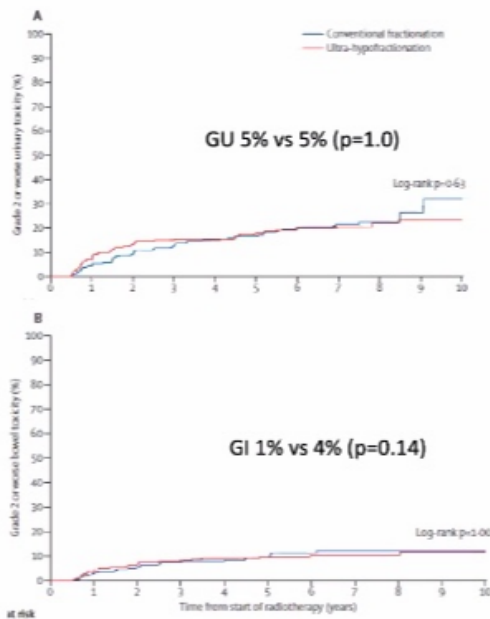 A
Conventional fractionation
Ultra-hypofractionation
Grade 2 or worse urinary toxicity (%)
100
90
80
70
60
50
40
30
20
10
0
GU 5% vs 5% (p=1.0)
Log-rank p=0·63
0 1 2 3 4 5 6 7 8 9 10
B
Grade 2 or worse bowel toxicity (%)
100
90
80
70
60
50
40
30
20
10
0
GI 1% vs 4% (p=0.14)
Log-rank p=1·00
0 1 2 3 4 5 6 7 8 9 10
Time from start of radiotherapy (years)
at risk